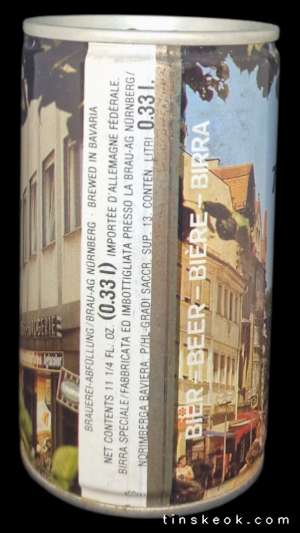 BRAUEREI-ABFÜLLUNG/BRAU-AG NÜRNBERG · BREWED IN BAVARIA
NET CONTENTS 11 1/4 FL. OZ. (0.33 l) IMPORTÉE D'ALLEMAGNE FÉDÉRALE.
BIRRA SPECIALE/FABBRICATA ED IMBOTTIGLIATA PRESSO LA BRAU-AG NÜRNBERG/
NORIMBERGA BAVIERA. P/HL-GRADI SACCR. SUP. 13. CONTEN. LITRI 0.33 l.
BIER – BEER – BIÈRE – BIRRA
tinskeok.com